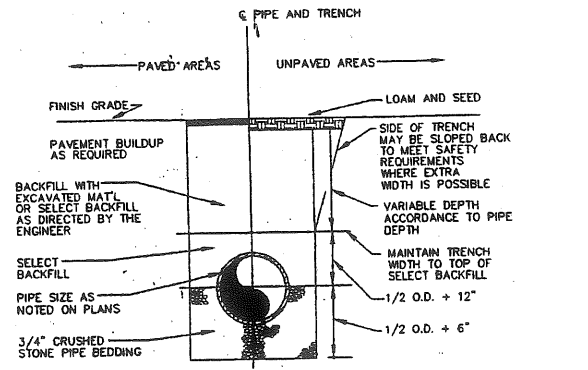 ℄ PIPE AND TRENCH
PAVED AREAS
UNPAVED AREAS
FINISH GRADE
LOAM AND SEED
PAVEMENT BUILDUP
AS REQUIRED
SIDE OF TRENCH
MAY BE SLOPED BACK
TO MEET SAFETY
REQUIREMENTS
WHERE EXTRA
WIDTH IS POSSIBLE
BACKFILL WITH
EXCAVATED MAT'L
OR SELECT BACKFILL
AS DIRECTED BY THE
ENGINEER
VARIABLE DEPTH
ACCORDANCE TO PIPE
DEPTH
MAINTAIN TRENCH
WIDTH TO TOP OF
SELECT BACKFILL
SELECT
BACKFILL
PIPE SIZE AS
NOTED ON PLANS
1/2 O.D. + 12"
1/2 O.D. + 6"
3/4" CRUSHED
STONE PIPE BEDDING